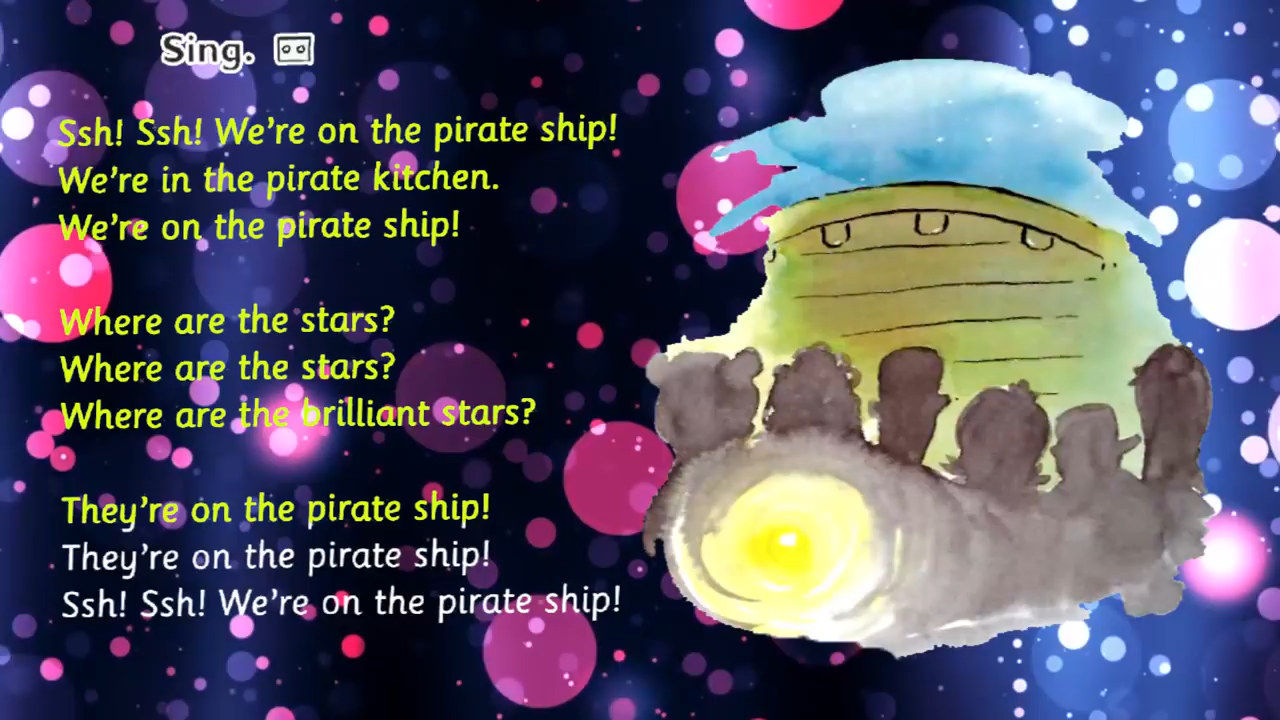 Sing.
Ssh! Ssh! We're on the pirate ship!
We're in the pirate kitchen.
We're on the pirate ship!
Where are the stars?
Where are the stars?
Where are the brilliant stars?
They're on the pirate ship!
They're on the pirate ship!
Ssh! Ssh! We're on the pirate ship!